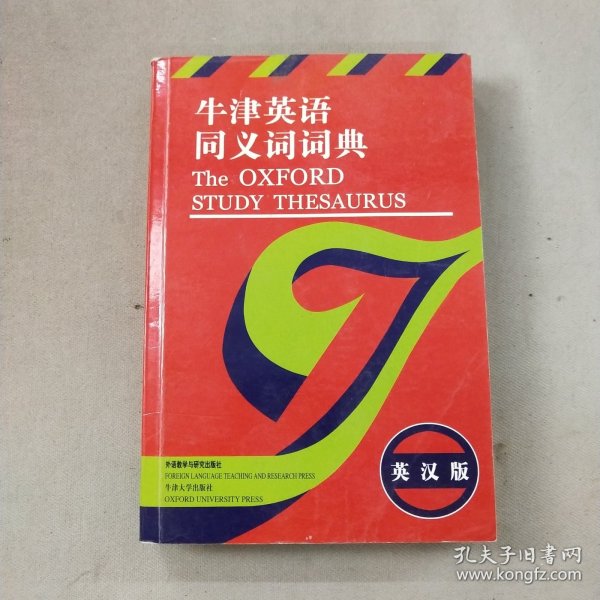 牛津英语
同义词词典
The OXFORD
STUDY THESAURUS
外语教学与研究出版社
FOREIGN LANGUAGE TEACHING AND RESEARCH PRESS
牛津大学出版社
OXFORD UNIVERSITY PRESS
英汉版
孔夫子旧书网
www.kongfz.com